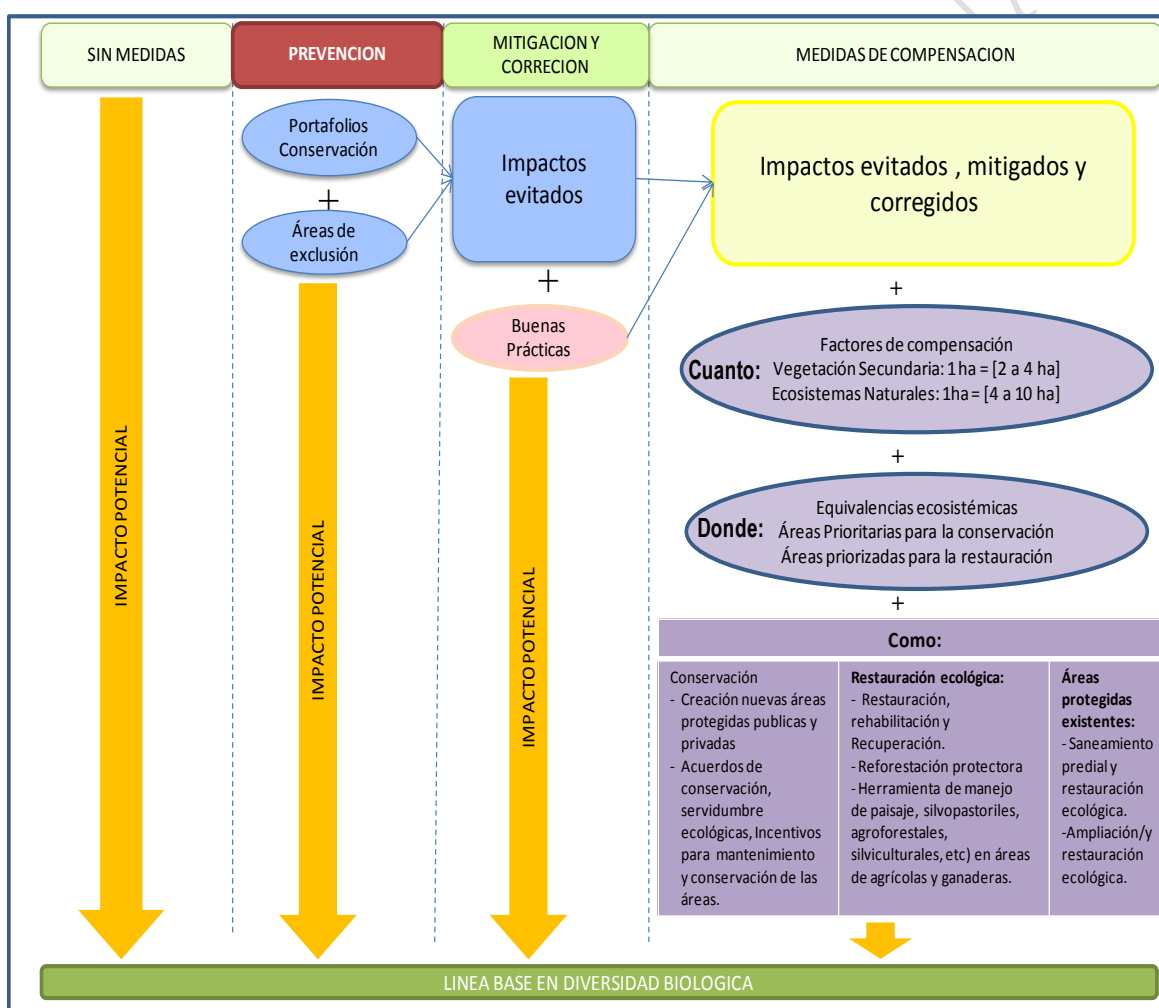 SIN MEDIDAS
PREVENCION
MITIGACION Y
CORRECION
MEDIDAS DE COMPENSACION
Portafolios
Conservación
+
Áreas de
exclusión
Impactos
evitados
+
Buenas
Prácticas
Impactos evitados , mitigados y
corregidos
+
Factores de compensación
Cuanto: Vegetación Secundaria: 1 ha = [2 a 4 ha]
Ecosistemas Naturales: 1ha = [4 a 10 ha]
+
Equivalencias ecosistémicas
Donde: Áreas Prioritarias para la conservación
Áreas priorizadas para la restauración
+
Como:
Conservación
- Creación nuevas áreas
protegidas publicas y
privadas
- Acuerdos de
conservación,
servidumbre
ecológicas, Incentivos
para mantenimiento
y conservación de las
áreas.
Restauración ecológica:
- Restauración,
rehabilitación y
Recuperación.
- Reforestación protectora
- Herramienta de manejo
de paisaje, silvopastoriles,
agroforestales,
silviculturales, etc) en áreas
de agrícolas y ganaderas.
Áreas
protegidas
existentes:
- Saneamiento
predial y
restauración
ecológica.
-Ampliación/y
restauración
ecológica.
IMPACTO POTENCIAL
IMPACTO POTENCIAL
IMPACTO POTENCIAL
LINEA BASE EN DIVERSIDAD BIOLOGICA